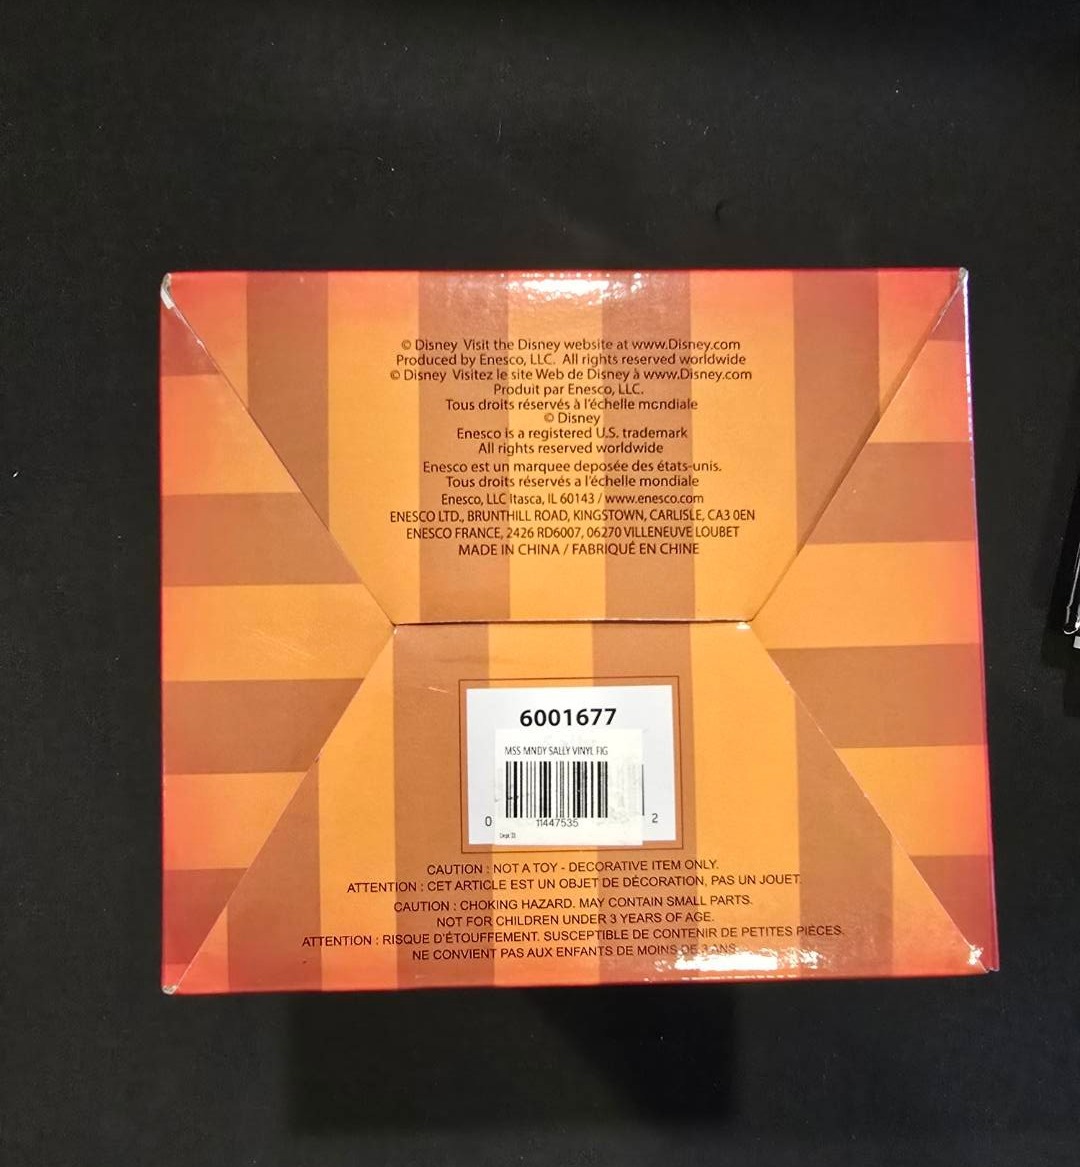 © Disney Visit the Disney website at www.Disney.com
Produced by Enesco, LLC. All rights reserved worldwide
© Disney Visitez le site Web de Disney à www.Disney.com
Produit par Enesco, LLC.
Tous droits réservés à l'échelle mondiale
© Disney
Enesco is a registered U.S. trademark
All rights reserved worldwide
Enesco est un marquee deposée des états-unis.
Tous droits réservés a l'échelle mondiale
Enesco, LLC Itasca, IL 60143 / www.enesco.com
ENESCO LTD., BRUNTHILL ROAD, KINGSTOWN, CARLISLE, CA3 0EN
ENESCO FRANCE, 2426 RD6007, 06270 VILLENEUVE LOUBET
MADE IN CHINA / FABRIQUÉ EN CHINE
6001677
MSS MNDY SALLY VINYL FIG
0 11447535 2
CAUTION : NOT A TOY - DECORATIVE ITEM ONLY.
ATTENTION : CET ARTICLE EST UN OBJET DE DÉCORATION, PAS UN JOUET.
CAUTION : CHOKING HAZARD. MAY CONTAIN SMALL PARTS.
NOT FOR CHILDREN UNDER 3 YEARS OF AGE.
ATTENTION : RISQUE D'ÉTOUFFEMENT. SUSCEPTIBLE DE CONTENIR DE PETITES PIÈCES.
NE CONVIENT PAS AUX ENFANTS DE MOINS DE 3 ANS